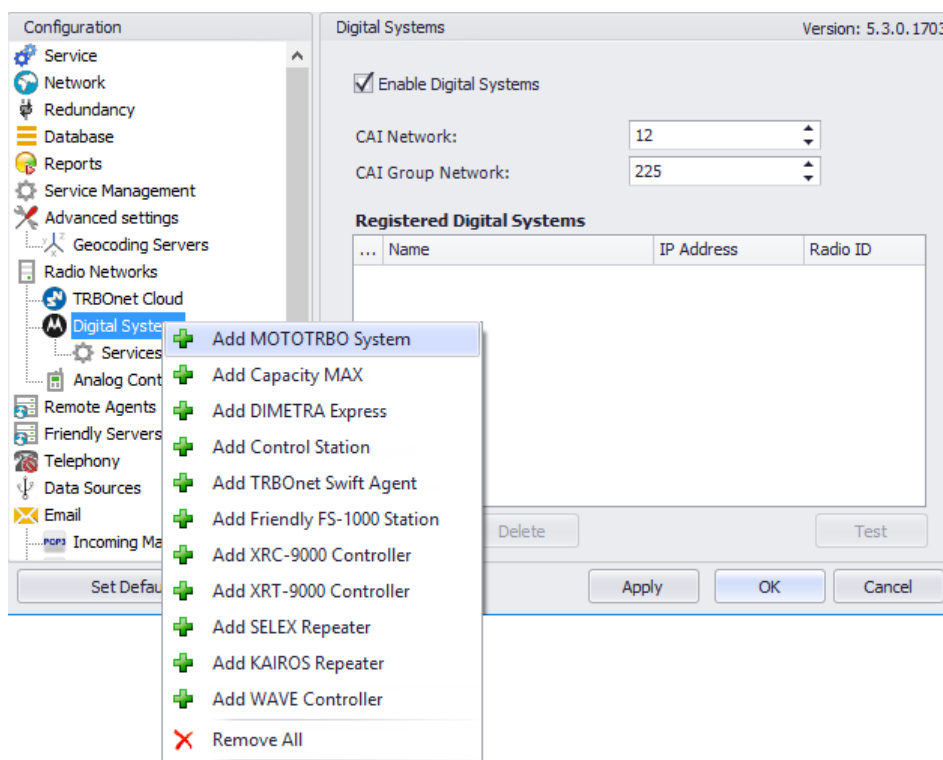 Configuration
Service
Network
Redundancy
Database
Reports
Service Management
Advanced settings
Geocoding Servers
Radio Networks
TRBOnet Cloud
Digital Syste
Services
Analog Cont
Remote Agents
Friendly Servers
Telephony
Data Sources
Email
POP3 Incoming Ma
Set Defau
Digital Systems Version: 5.3.0.1703
Enable Digital Systems
CAI Network: 12
CAI Group Network: 225
Registered Digital Systems
... Name IP Address Radio ID
Delete Test
Apply OK Cancel
Add MOTOTRBO System
Add Capacity MAX
Add DIMETRA Express
Add Control Station
Add TRBOnet Swift Agent
Add Friendly FS-1000 Station
Add XRC-9000 Controller
Add XRT-9000 Controller
Add SELEX Repeater
Add KAIROS Repeater
Add WAVE Controller
Remove All